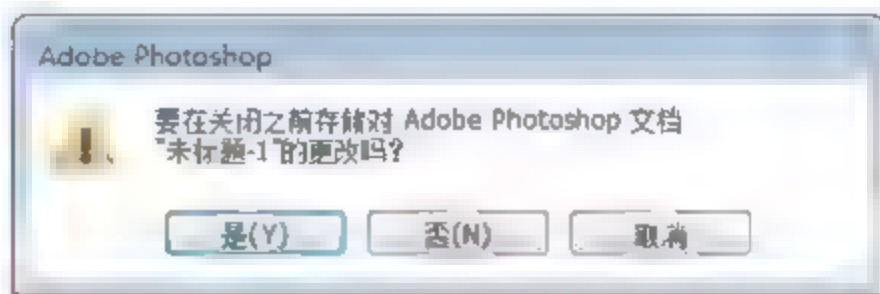 Adobe Photoshop
要在关闭之前存储对 Adobe Photoshop 文档
"未标题-1"的更改吗?
是(Y)
否(N)
取消